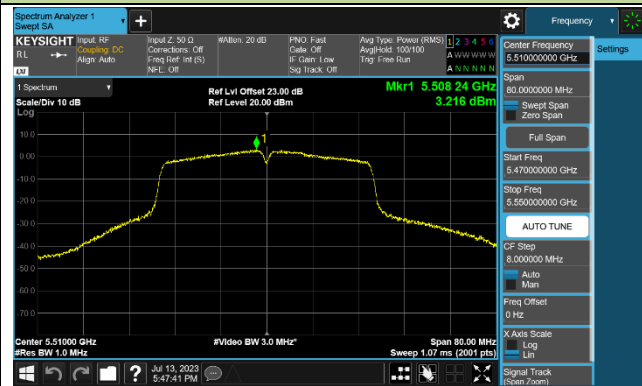 Spectrum Analyzer 1
Swept SA
Frequency
KEYSIGHT
RL
LXI
Input: RF
Coupling: DC
Align: Auto
Input Z: 50 Ω
Corrections: Off
Freq Ref: Int (S)
NFE: Off
#Atten: 20 dB
PNO: Fast
Gate: Off
IF Gain: Low
Sig Track: Off
Avg Type: Power (RMS)
Avg|Hold: 100/100
Trig: Free Run
1 2 3 4 5 6
A W W W W W
A N N N N N
1 Spectrum
Scale/Div 10 dB
Log
Ref Lvl Offset 23.00 dB
Ref Level 20.00 dBm
Mkr1 5.508 24 GHz
3.216 dBm
1
10.0
0.00
-10.0
-20.0
-30.0
-40.0
-50.0
-60.0
-70.0
Center 5.51000 GHz
#Res BW 1.0 MHz
#Video BW 3.0 MHz*
Span 80.00 MHz
Sweep 1.07 ms (2001 pts)
Jul 13, 2023
5:47:41 PM
Center Frequency
5.510000000 GHz
Settings
Span
80.0000000 MHz
Swept Span
Zero Span
Full Span
Start Freq
5.470000000 GHz
Stop Freq
5.550000000 GHz
AUTO TUNE
CF Step
8.000000 MHz
Auto
Man
Freq Offset
0 Hz
X Axis Scale
Log
Lin
Signal Track
(Span Zoom)